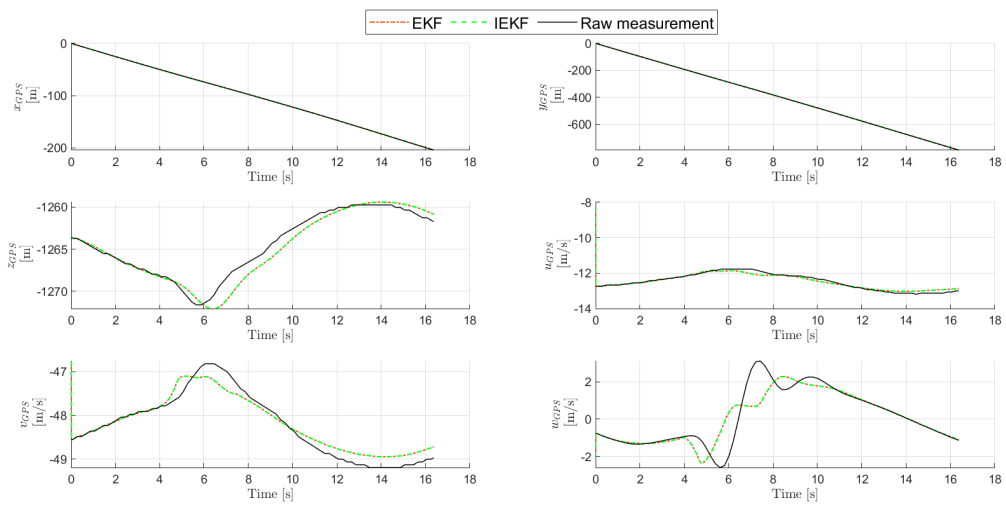 EKF IEKF Raw measurement
0
-100
-200
x_GPS
[m]
0 2 4 6 8 10 12 14 16 18
Time [s]
0
-200
-400
-600
y_GPS
[m]
0 2 4 6 8 10 12 14 16 18
Time [s]
-1260
-1265
-1270
z_GPS
[m]
0 2 4 6 8 10 12 14 16 18
Time [s]
-8
-10
-12
-14
u_GPS
[m/s]
0 2 4 6 8 10 12 14 16 18
Time [s]
-47
-48
-49
v_GPS
[m/s]
0 2 4 6 8 10 12 14 16 18
Time [s]
2
0
-2
w_GPS
[m/s]
0 2 4 6 8 10 12 14 16 18
Time [s]